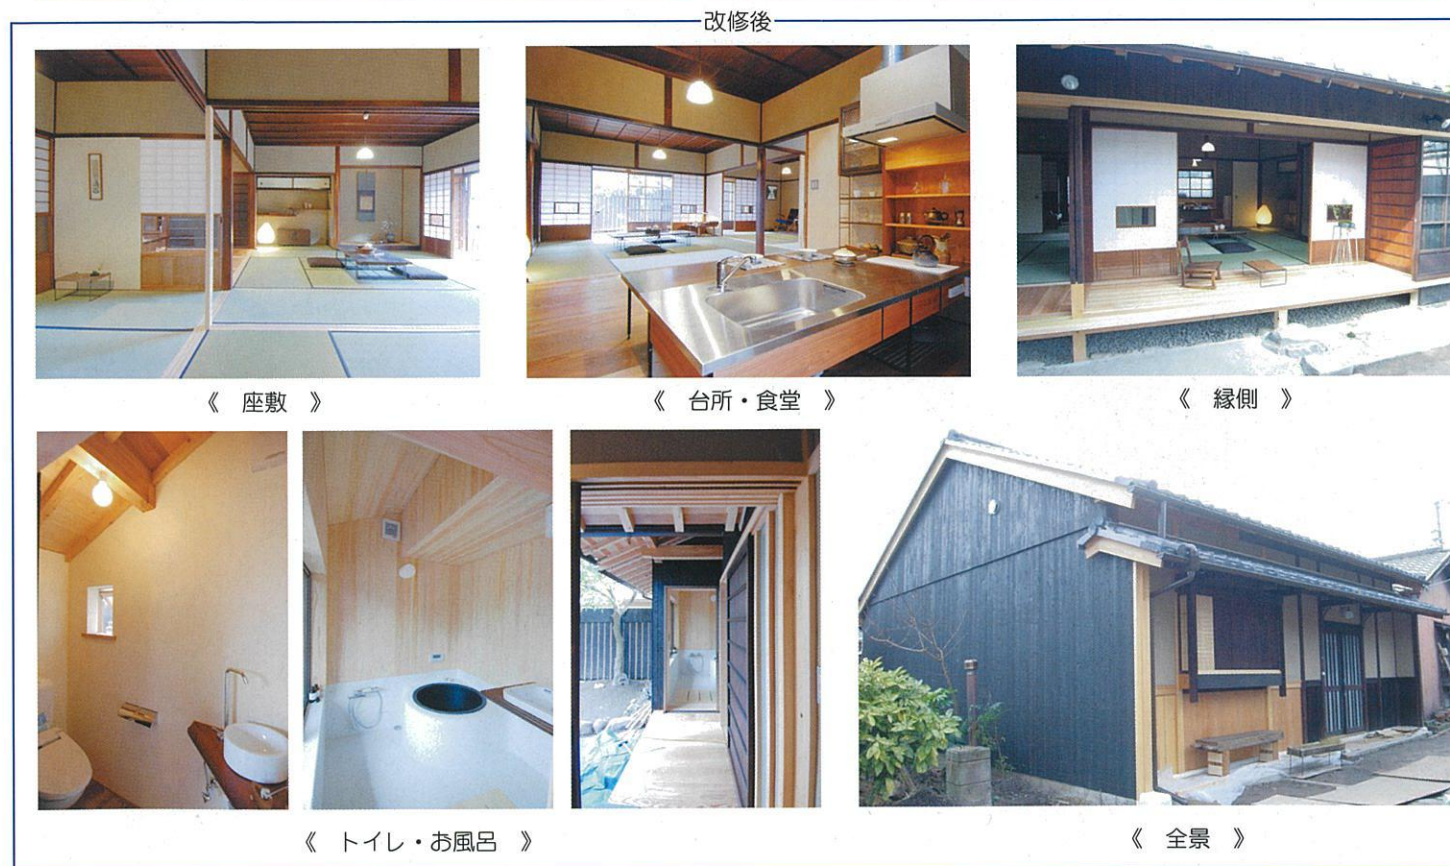 改修後
《 座敷 》
《 台所・食堂 》
《 縁側 》
《 トイレ・お風呂 》
《 全景 》